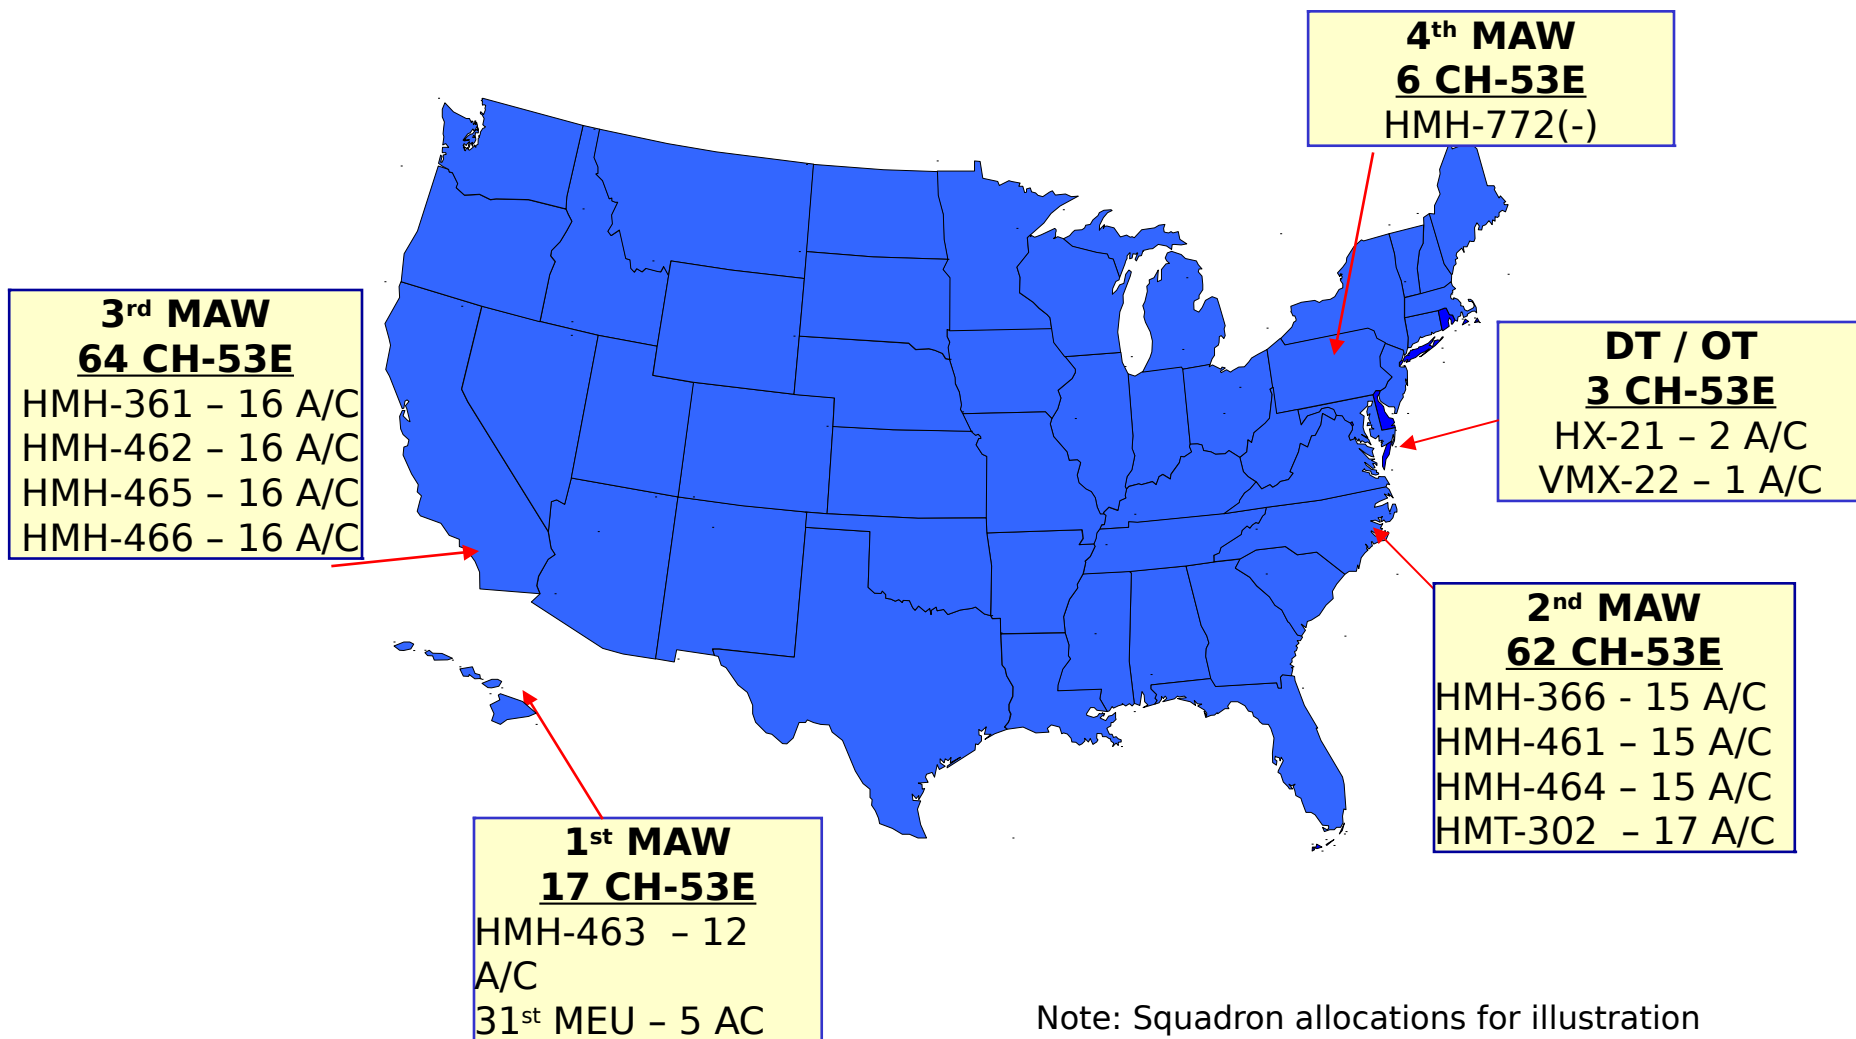 4th MAW
6 CH-53E
HMH-772(-)
3rd MAW
64 CH-53E
HMH-361 – 16 A/C
HMH-462 – 16 A/C
HMH-465 – 16 A/C
HMH-466 – 16 A/C
DT / OT
3 CH-53E
HX-21 – 2 A/C
VMX-22 – 1 A/C
2nd MAW
62 CH-53E
HMH-366 - 15 A/C
HMH-461 – 15 A/C
HMH-464 – 15 A/C
HMT-302 – 17 A/C
1st MAW
17 CH-53E
HMH-463 – 12
A/C
31st MEU – 5 AC
Note: Squadron allocations for illustration